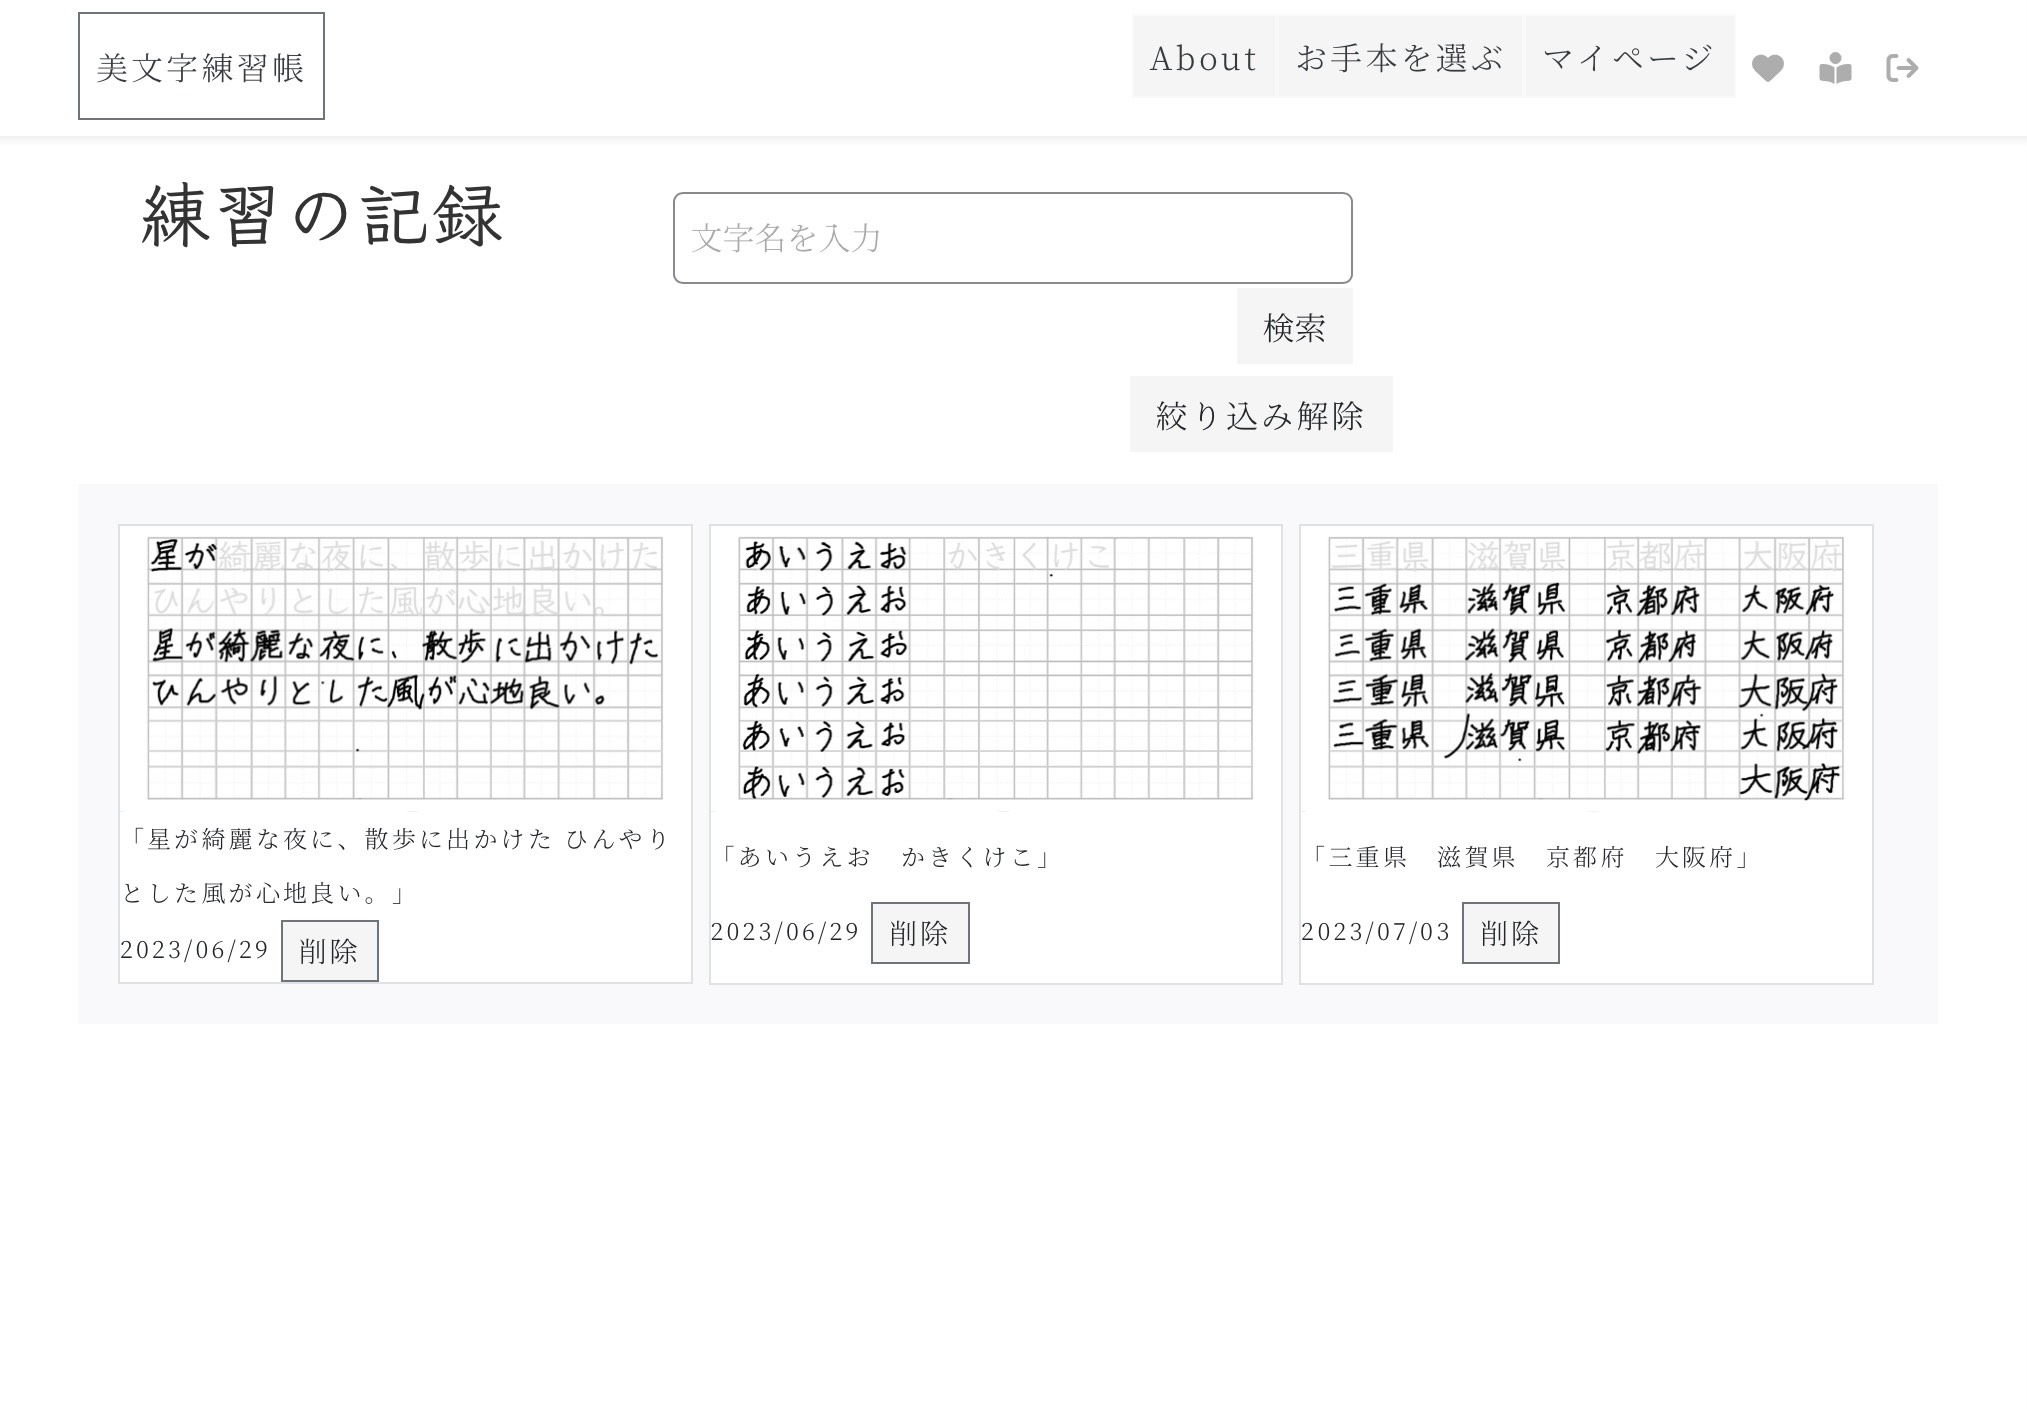 美文字練習帳
About お手本を選ぶ マイページ
練習の記録
文字名を入力
検索
絞り込み解除
星が綺麗な夜に、散歩に出かけた
ひんやりとした風が心地良い。
星が綺麗な夜に、散歩に出かけた
ひんやりとした風が心地良い。
「星が綺麗な夜に、散歩に出かけた ひんやり
とした風が心地良い。」
2023/06/29 削除
あいうえお　かきくけこ
あいうえお
あいうえお
あいうえお
あいうえお
あいうえお
「あいうえお　かきくけこ」
2023/06/29 削除
三重県　滋賀県　京都府　大阪府
三重県　滋賀県　京都府　大阪府
三重県　滋賀県　京都府　大阪府
三重県　滋賀県　京都府　大阪府
三重県　滋賀県　京都府　大阪府
大阪府
「三重県　滋賀県　京都府　大阪府」
2023/07/03 削除